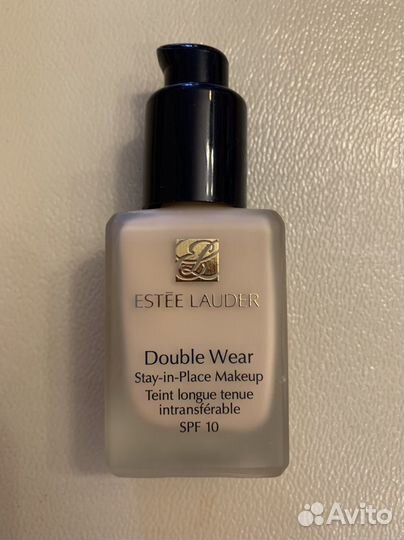 ESTĒE LAUDER
Double Wear
Stay-in-Place Makeup
Teint longue tenue
intransférable
SPF 10
Avito